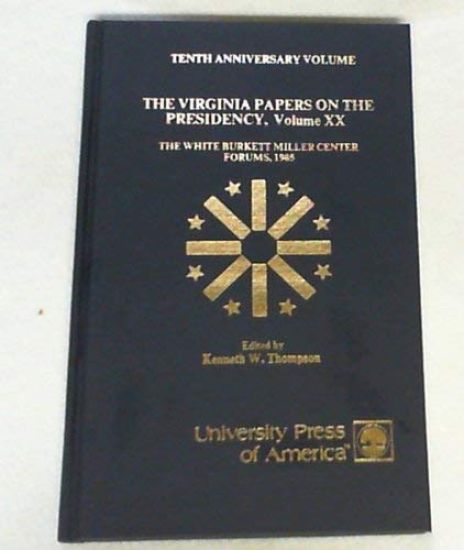 TENTH ANNIVERSARY VOLUME
THE VIRGINIA PAPERS ON THE
PRESIDENCY, Volume XX
THE WHITE BURKETT MILLER CENTER
FORUMS, 1985
Edited by
Kenneth W. Thompson
University Press
of America™